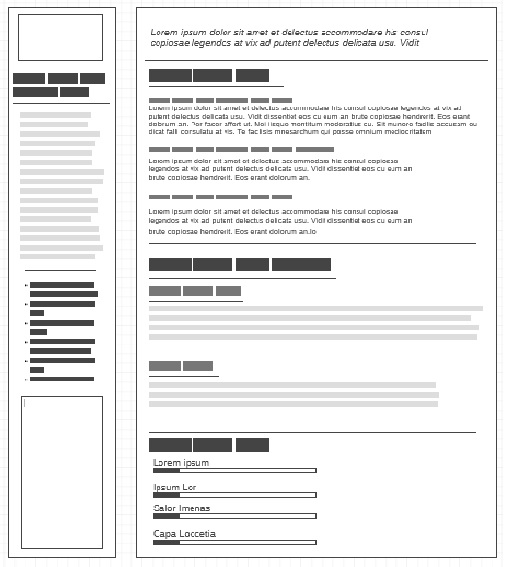 Lorem ipsum dolor sit amet et delectus accommodare his consul
copiosae legendos at vix ad putent delectus delicata usu. Vidit
Lorem ipsum dolor sit amet et delectus accommodare his consul copiosae legendos at vix ad
putent delectus delicata usu. Vidit dissentiet eos cu eum an brute copiosae hendrerit. Eos erant
dolorum an. Per facer affert ut. Mei iisque mentitum moderatius cu. Sit munere facilis accusam eu
dicat falli consulatu at vis. Te facilisis mnesarchum qui posse omnium mediocritatem
Lorem ipsum dolor sit amet et delectus accommodare his consul copiosae
legendos at vix ad putent delectus delicata usu. Vidit dissentiet eos cu eum an
brute copiosae hendrerit. Eos erant dolorum an.
Lorem ipsum dolor sit amet et delectus accommodare his consul copiosae
legendos at vix ad putent delectus delicata usu. Vidit dissentiet eos cu eum an
brute copiosae hendrerit. Eos erant dolorum an.lo
Lorem ipsum
Ipsum Lor
Salor Imenas
Capa Loccetia